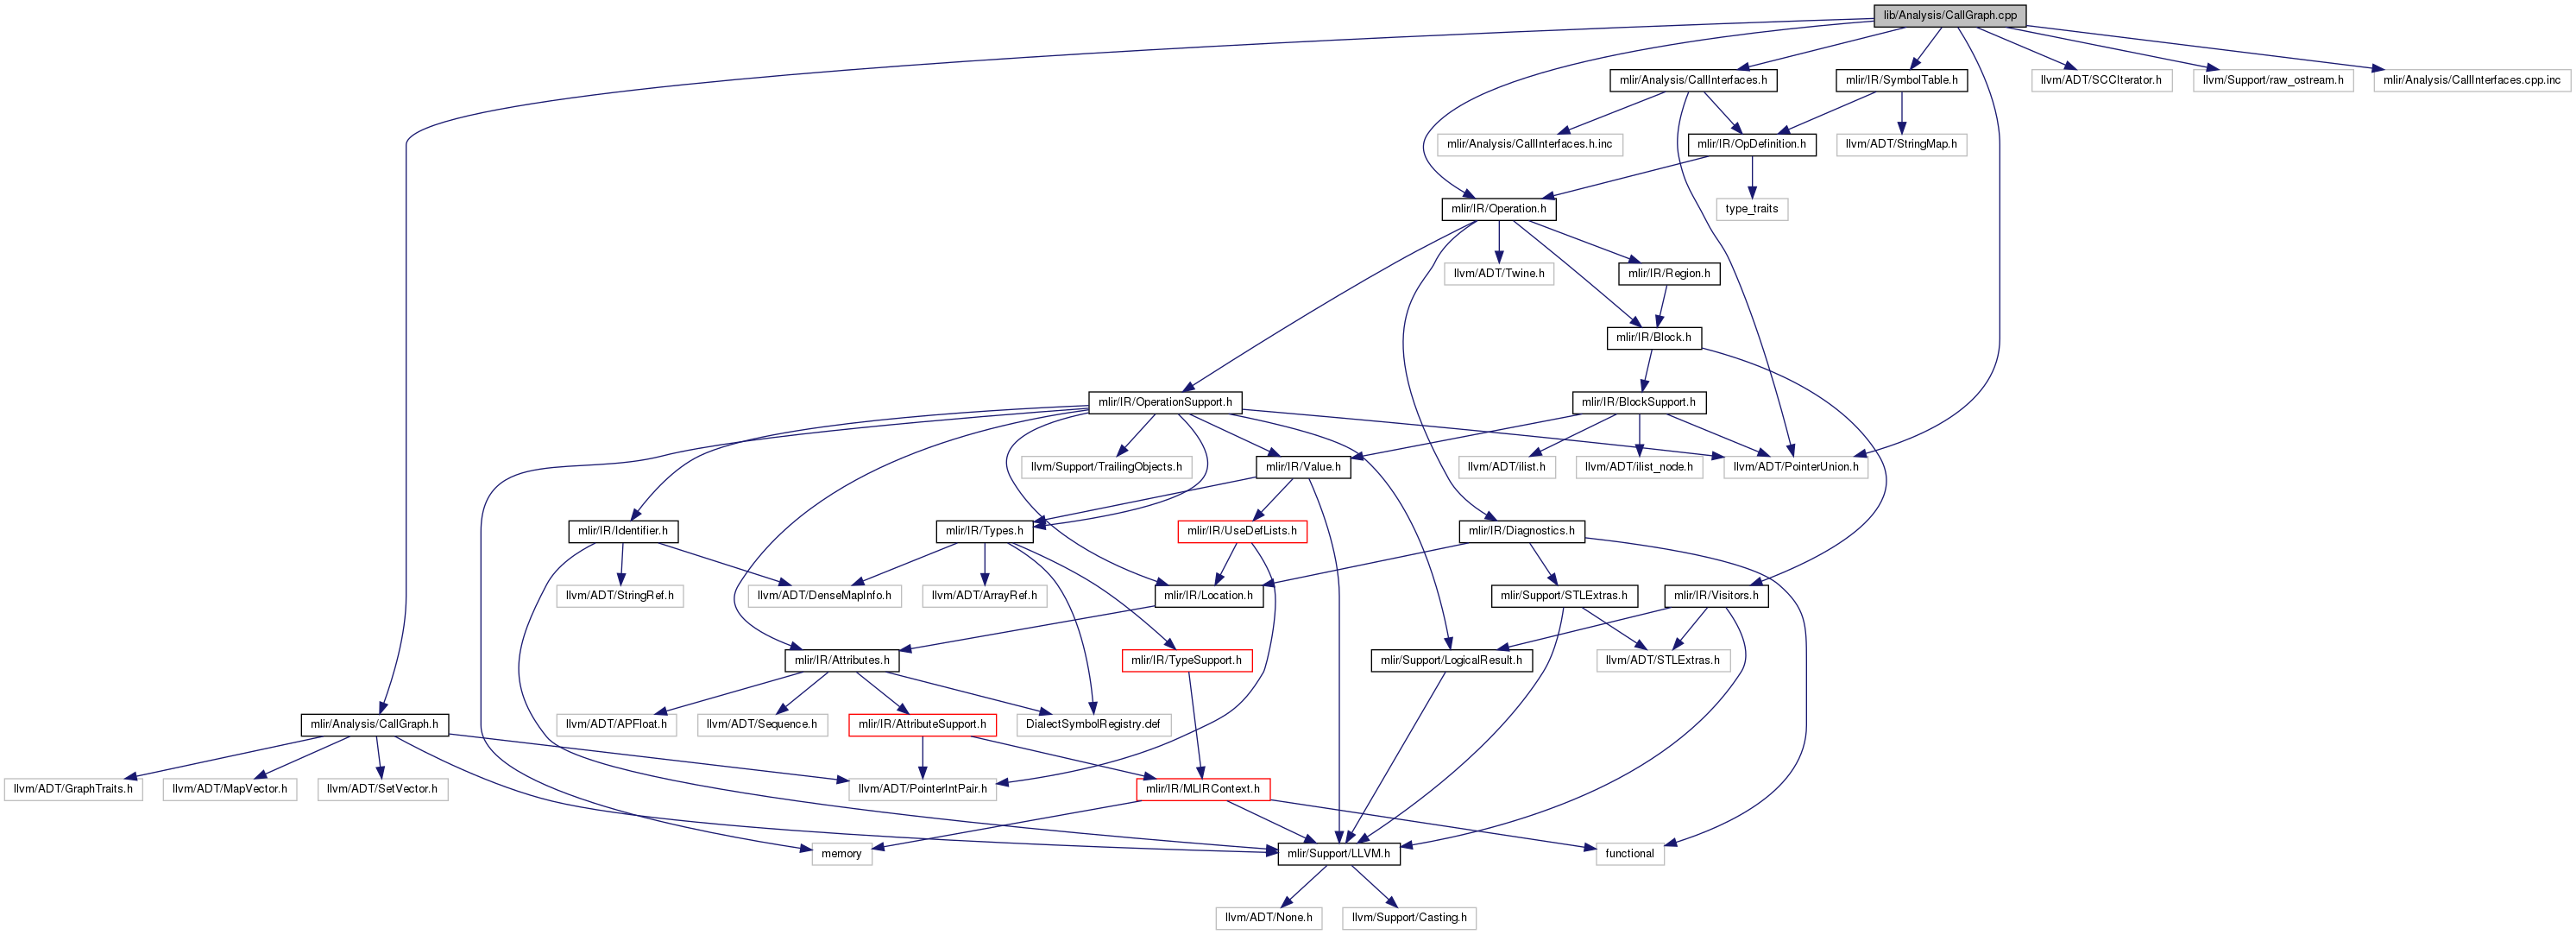 lib/Analysis/CallGraph.cpp
mlir/Analysis/CallInterfaces.h
mlir/IR/SymbolTable.h
llvm/ADT/SCCIterator.h
llvm/Support/raw_ostream.h
mlir/Analysis/CallInterfaces.cpp.inc
mlir/Analysis/CallInterfaces.h.inc
mlir/IR/OpDefinition.h
llvm/ADT/StringMap.h
mlir/IR/Operation.h
type_traits
llvm/ADT/Twine.h
mlir/IR/Region.h
mlir/IR/Block.h
mlir/IR/OperationSupport.h
mlir/IR/BlockSupport.h
llvm/Support/TrailingObjects.h
mlir/IR/Value.h
llvm/ADT/ilist.h
llvm/ADT/ilist_node.h
llvm/ADT/PointerUnion.h
mlir/IR/Identifier.h
mlir/IR/Types.h
mlir/IR/UseDefLists.h
mlir/IR/Diagnostics.h
llvm/ADT/StringRef.h
llvm/ADT/DenseMapInfo.h
llvm/ADT/ArrayRef.h
mlir/IR/Location.h
mlir/Support/STLExtras.h
mlir/IR/Visitors.h
mlir/IR/Attributes.h
mlir/IR/TypeSupport.h
mlir/Support/LogicalResult.h
llvm/ADT/STLExtras.h
mlir/Analysis/CallGraph.h
llvm/ADT/APFloat.h
llvm/ADT/Sequence.h
mlir/IR/AttributeSupport.h
DialectSymbolRegistry.def
llvm/ADT/GraphTraits.h
llvm/ADT/MapVector.h
llvm/ADT/SetVector.h
llvm/ADT/PointerIntPair.h
mlir/IR/MLIRContext.h
memory
mlir/Support/LLVM.h
functional
llvm/ADT/None.h
llvm/Support/Casting.h